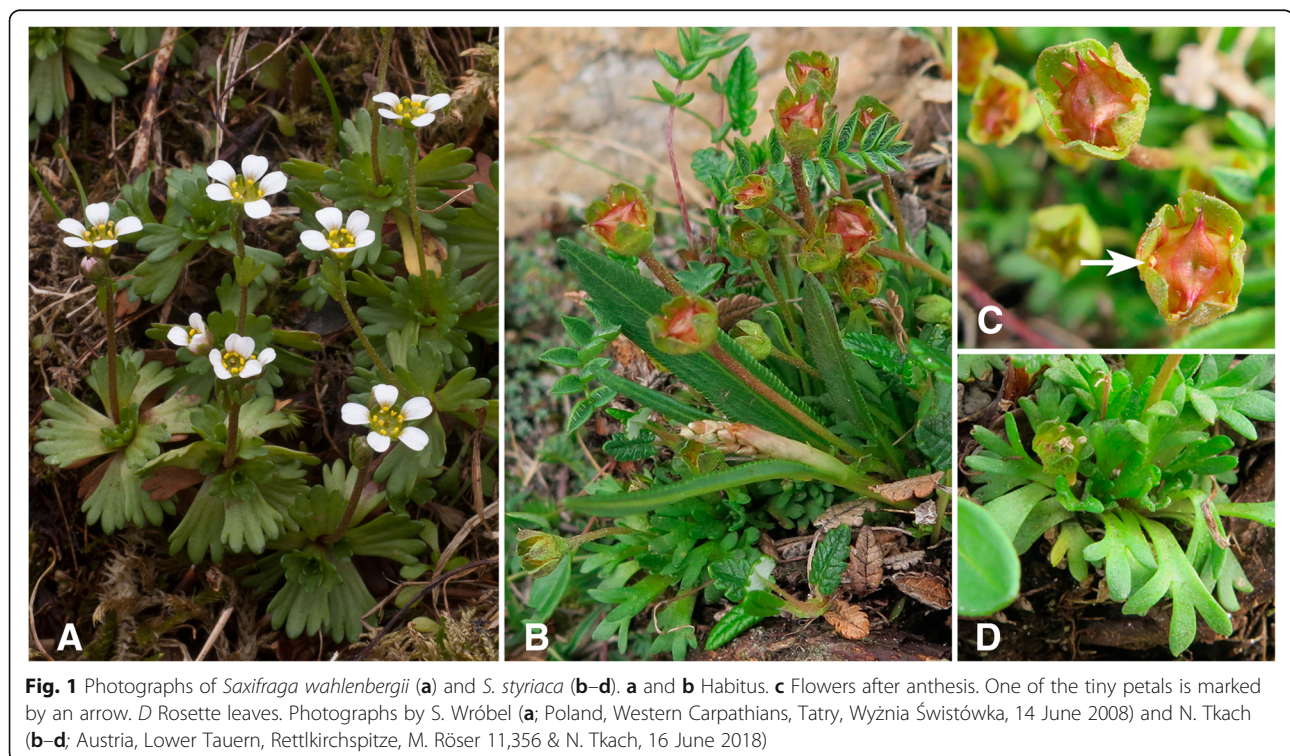 A
B
C
D
Fig. 1 Photographs of Saxifraga wahlenbergii (a) and S. styriaca (b–d). a and b Habitus. c Flowers after anthesis. One of the tiny petals is marked
by an arrow. D Rosette leaves. Photographs by S. Wróbel (a; Poland, Western Carpathians, Tatry, Wyżnia Świstówka, 14 June 2008) and N. Tkach
(b–d; Austria, Lower Tauern, Rettlkirchspitze, M. Röser 11,356 & N. Tkach, 16 June 2018)